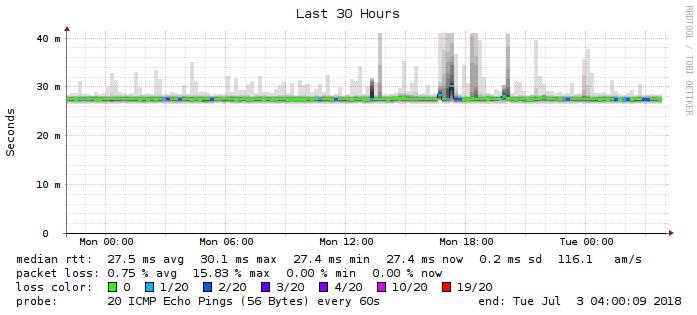 Last 30 Hours
RRDTOOL / TOBI OETIKER
Seconds
40 m
30 m
20 m
10 m
0
Mon 00:00 Mon 06:00 Mon 12:00 Mon 18:00 Tue 00:00
median rtt: 27.5 ms avg 30.1 ms max 27.4 ms min 27.4 ms now 0.2 ms sd 116.1 am/s
packet loss: 0.75 % avg 15.83 % max 0.00 % min 0.00 % now
loss color: 0 1/20 2/20 3/20 4/20 10/20 19/20
probe: 20 ICMP Echo Pings (56 Bytes) every 60s end: Tue Jul 3 04:00:09 2018